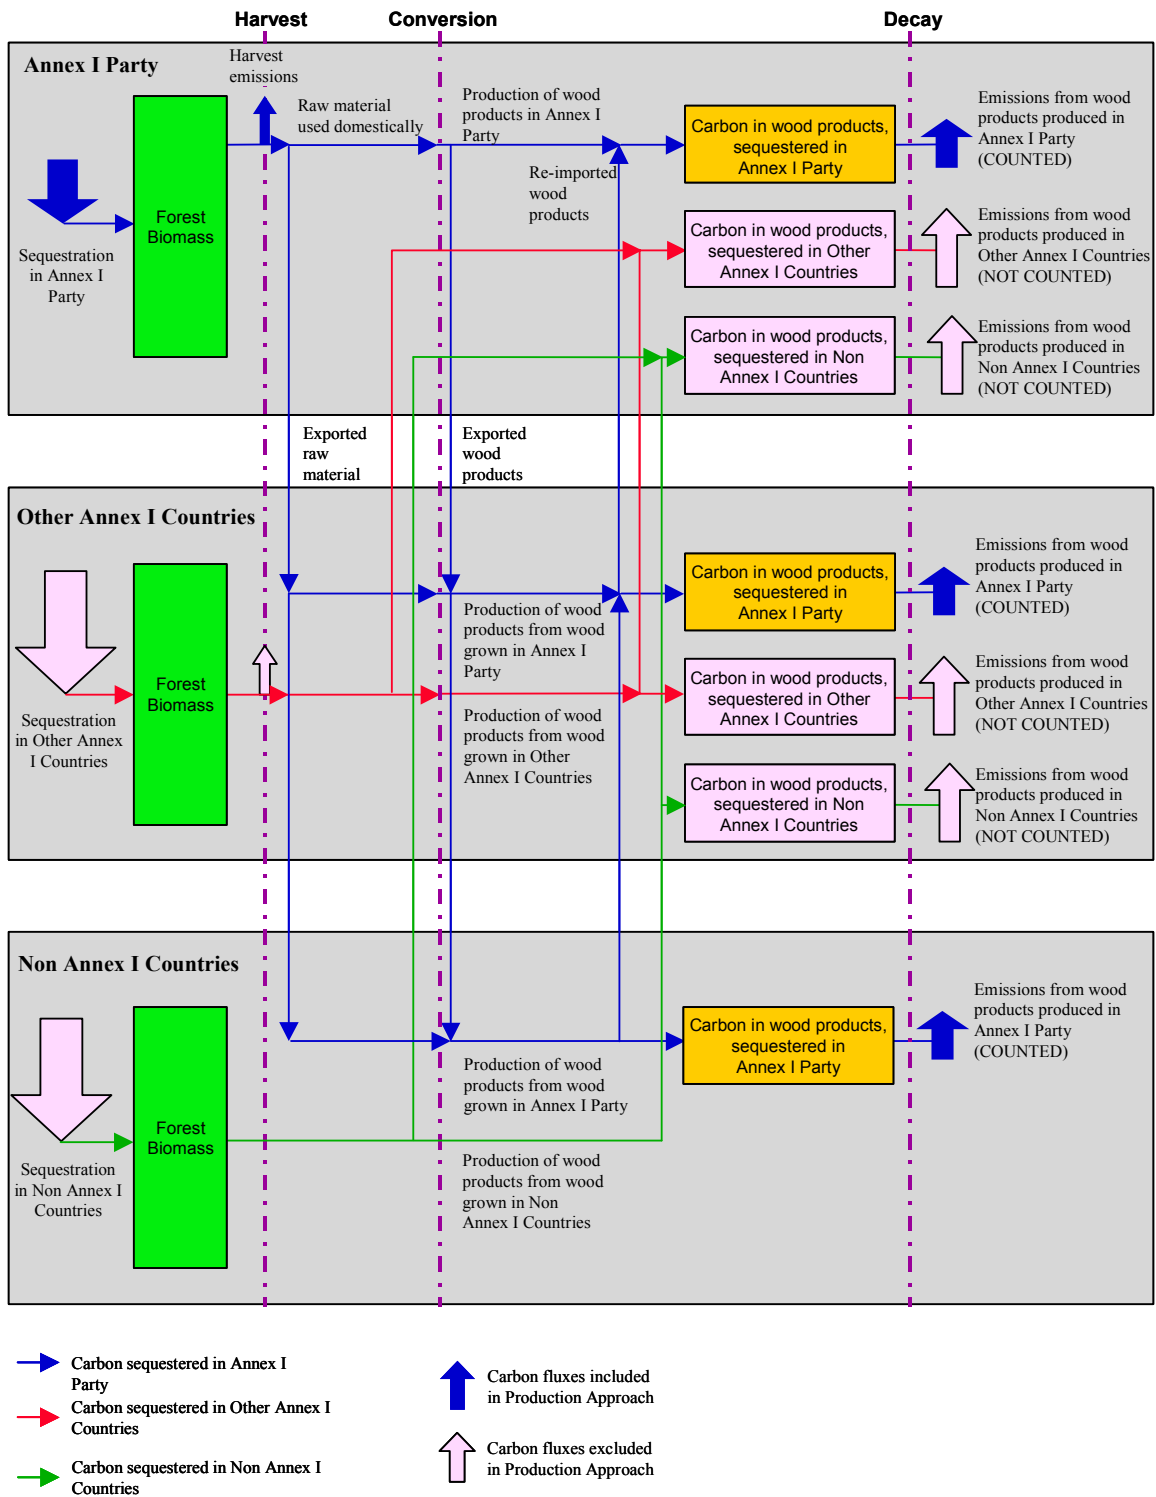 Harvest
Conversion
Decay
Annex I Party
Harvest
emissions
Raw material
used domestically
Production of wood
products in Annex I
Party
Re-imported
wood
products
Forest
Biomass
Sequestration
in Annex I
Party
Carbon in wood products,
sequestered in
Annex I Party
Emissions from wood
products produced in
Annex I Party
(COUNTED)
Carbon in wood products,
sequestered in Other
Annex I Countries
Emissions from wood
products produced in
Other Annex I Countries
(NOT COUNTED)
Carbon in wood products,
sequestered in Non
Annex I Countries
Emissions from wood
products produced in
Non Annex I Countries
(NOT COUNTED)
Exported
raw
material
Exported
wood
products
Other Annex I Countries
Forest
Biomass
Sequestration
in Other Annex
I Countries
Production of wood
products from wood
grown in Annex I
Party
Production of wood
products from wood
grown in Other
Annex I Countries
Carbon in wood products,
sequestered in
Annex I Party
Emissions from wood
products produced in
Annex I Party
(COUNTED)
Carbon in wood products,
sequestered in Other
Annex I Countries
Emissions from wood
products produced in
Other Annex I Countries
(NOT COUNTED)
Carbon in wood products,
sequestered in Non
Annex I Countries
Emissions from wood
products produced in
Non Annex I Countries
(NOT COUNTED)
Non Annex I Countries
Forest
Biomass
Sequestration
in Non Annex I
Countries
Production of wood
products from wood
grown in Annex I Party
Production of wood
products from wood
grown in Non
Annex I Countries
Carbon in wood products,
sequestered in
Annex I Party
Emissions from wood
products produced in
Annex I Party
(COUNTED)
Carbon sequestered in Annex I
Party
Carbon sequestered in Other Annex I
Countries
Carbon sequestered in Non Annex I
Countries
Carbon fluxes included
in Production Approach
Carbon fluxes excluded
in Production Approach